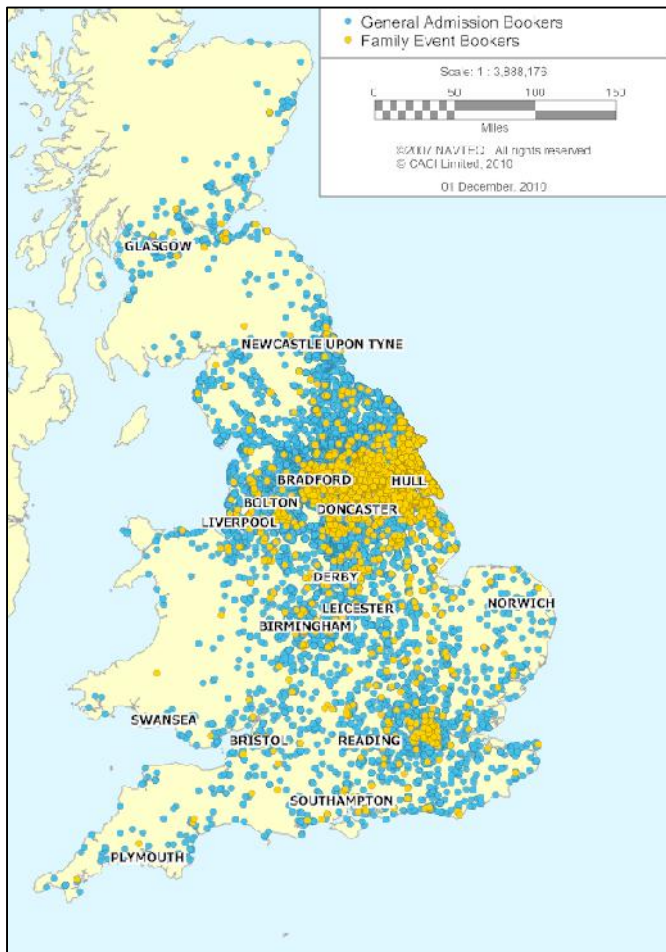 General Admission Bookers
Family Event Bookers
Scale: 1 : 3,888,176
0 50 100 150
Miles
©2007 NAVTEQ All rights reserved
© CACI Limited, 2010
01 December, 2010
GLASGOW
NEWCASTLE UPON TYNE
BRADFORD
HULL
BOLTON
DONCASTER
LIVERPOOL
DERBY
NORWICH
LEICESTER
BIRMINGHAM
SWANSEA
BRISTOL
READING
SOUTHAMPTON
PLYMOUTH